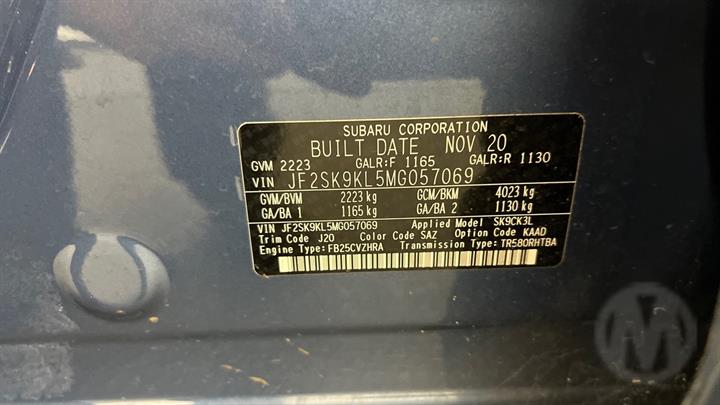 SUBARU CORPORATION
BUILT DATE NOV 20
GVM 2223 GALR:F 1165 GALR:R 1130
VIN JF2SK9KL5MG057069
GVM/BVM 2223 kg GCM/BKM 4023 kg
GA/BA 1 1165 kg GA/BA 2 1130 kg
VIN JF2SK9KL5MG057069 Applied Model SK9CK3L
Trim Code J20 Color Code SAZ Option Code KAAD
Engine Type:FB25CVZHRA Transmission Type:TR580RHTBA
M